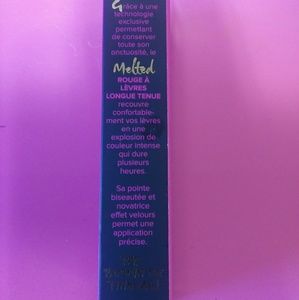 Grâce à une
technologie
exclusive
permettant
de conserver
toute son
onctuosité, le
Melted
ROUGE À
LÈVRES
LONGUE TENUE
recouvre
confortable-
ment vos lèvres
en une
explosion de
couleur intense
qui dure
plusieurs
heures.
Sa pointe
biseautée et
novatrice
effet velours
permet une
application
précise.